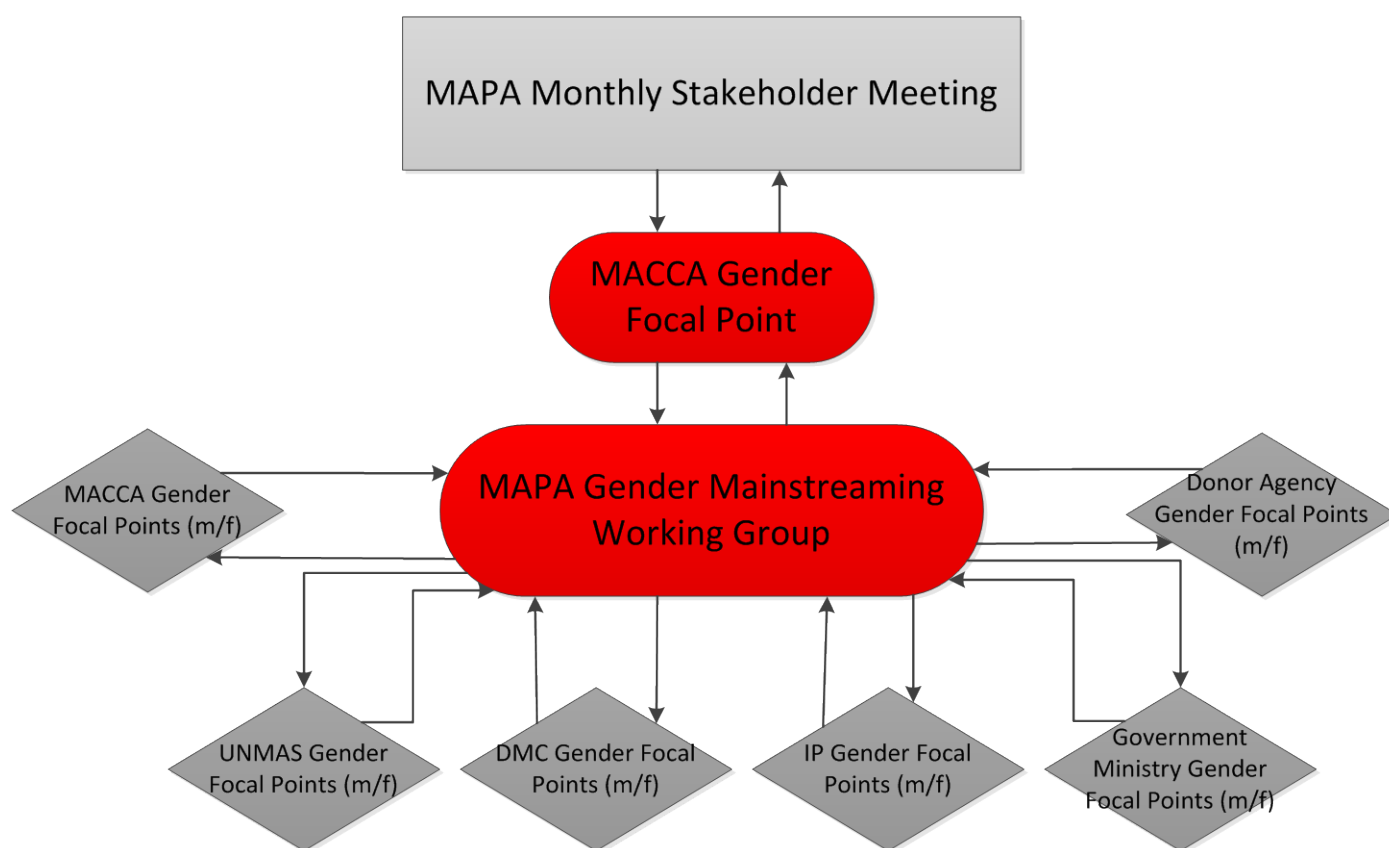 MAPA Monthly Stakeholder Meeting
MACCA Gender
Focal Point
MAPA Gender Mainstreaming
Working Group
MACCA Gender
Focal Points (m/f)
Donor Agency
Gender Focal Points
(m/f)
UNMAS Gender
Focal Points (m/f)
DMC Gender Focal
Points (m/f)
IP Gender Focal
Points (m/f)
Government
Ministry Gender
Focal Points (m/f)